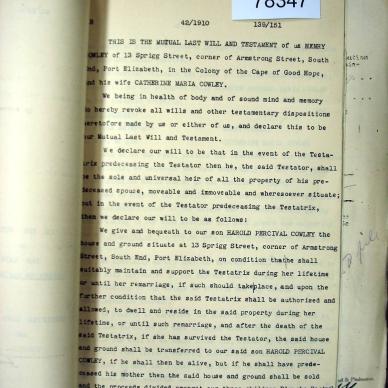 78347
B 42/1910 139/151
THIS IS THE MUTUAL LAST WILL AND TESTAMENT of us HENRY
COWLEY of 13 Sprigg Street, corner of Armstrong Street, South
End, Port Elizabeth, in the Colony of the Cape of Good Hope,
and his wife CATHERINE MARIA COWLEY.
We being in health of body and of sound mind and memory
do hereby revoke all wills and other testamentary dispositions
heretofore made by us or either of us, and declare this to be
our Mutual Last Will and Testament.
We declare our will to be that in the event of the Testa-
trix predeceasing the Testator then he, the said Testator, shall
be the sole and universal heir of all the property of his pre-
deceased spouse, moveable and immoveable and wheresoever situate;
but in the event of the Testator predeceasing the Testatrix,
then we declare our will to be as follows:
We give and bequeath to our son HAROLD PERCIVAL COWLEY the
house and ground situate at 13 Sprigg Street, corner of Armstrong
Street, South End, Port Elizabeth, on condition thathe shall
suitably maintain and support the Testatrix during her lifetime
or until her remarriage, if such should takeplace, and upon the
further condition that the said Testatrix shall be authorised and
allowed, to dwell and reside in the said property during her
lifetime, or until such remarriage, and after the death of the
said Testatrix, if she has survived the Testator, the said house
and ground shall be transferred to our said son HAROLD PERCIVAL
COWLEY, if he shall then be alive, but if he shall have prede-
ceased his mother then the said house and ground shall be sold
and the proceeds divided